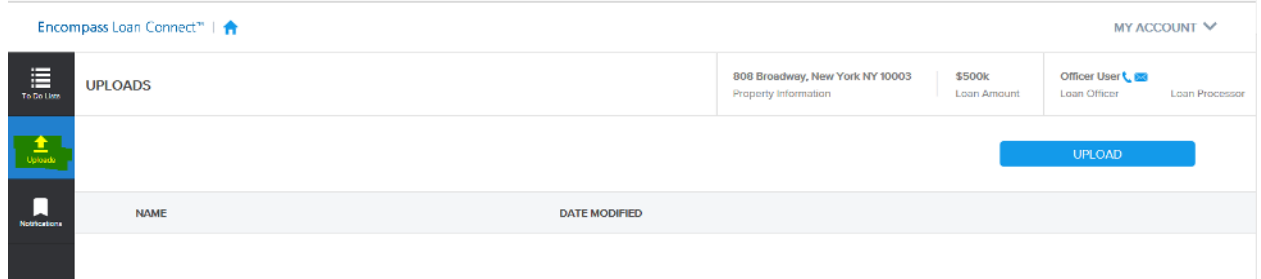 Encompass Loan Connect™ |
MY ACCOUNT
To Do Lists
UPLOADS
808 Broadway, New York NY 10003
Property Information
$500k
Loan Amount
Officer User
Loan Officer
Loan Processor
Uploads
UPLOAD
Notifications
NAME
DATE MODIFIED